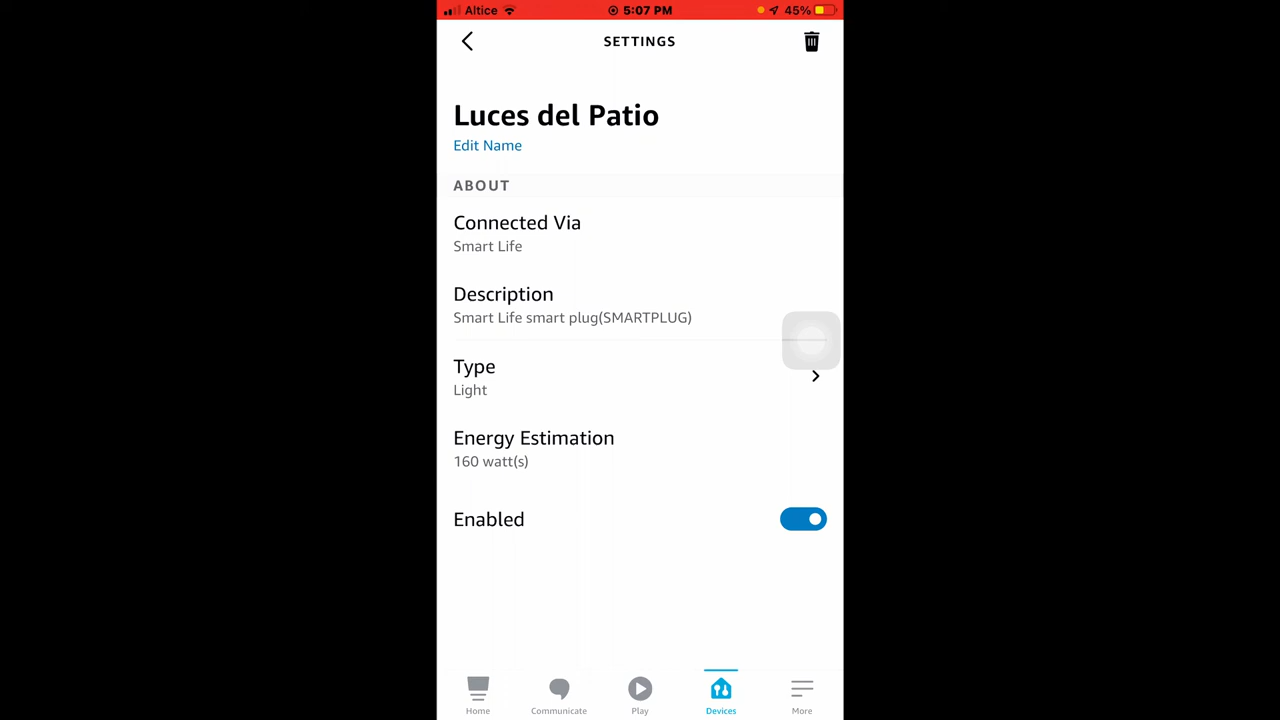 Altice 5:07 PM 45%
SETTINGS
Luces del Patio
Edit Name
ABOUT
Connected Via
Smart Life
Description
Smart Life smart plug(SMARTPLUG)
Type
Light
Energy Estimation
160 watt(s)
Enabled
Home Communicate Play Devices More